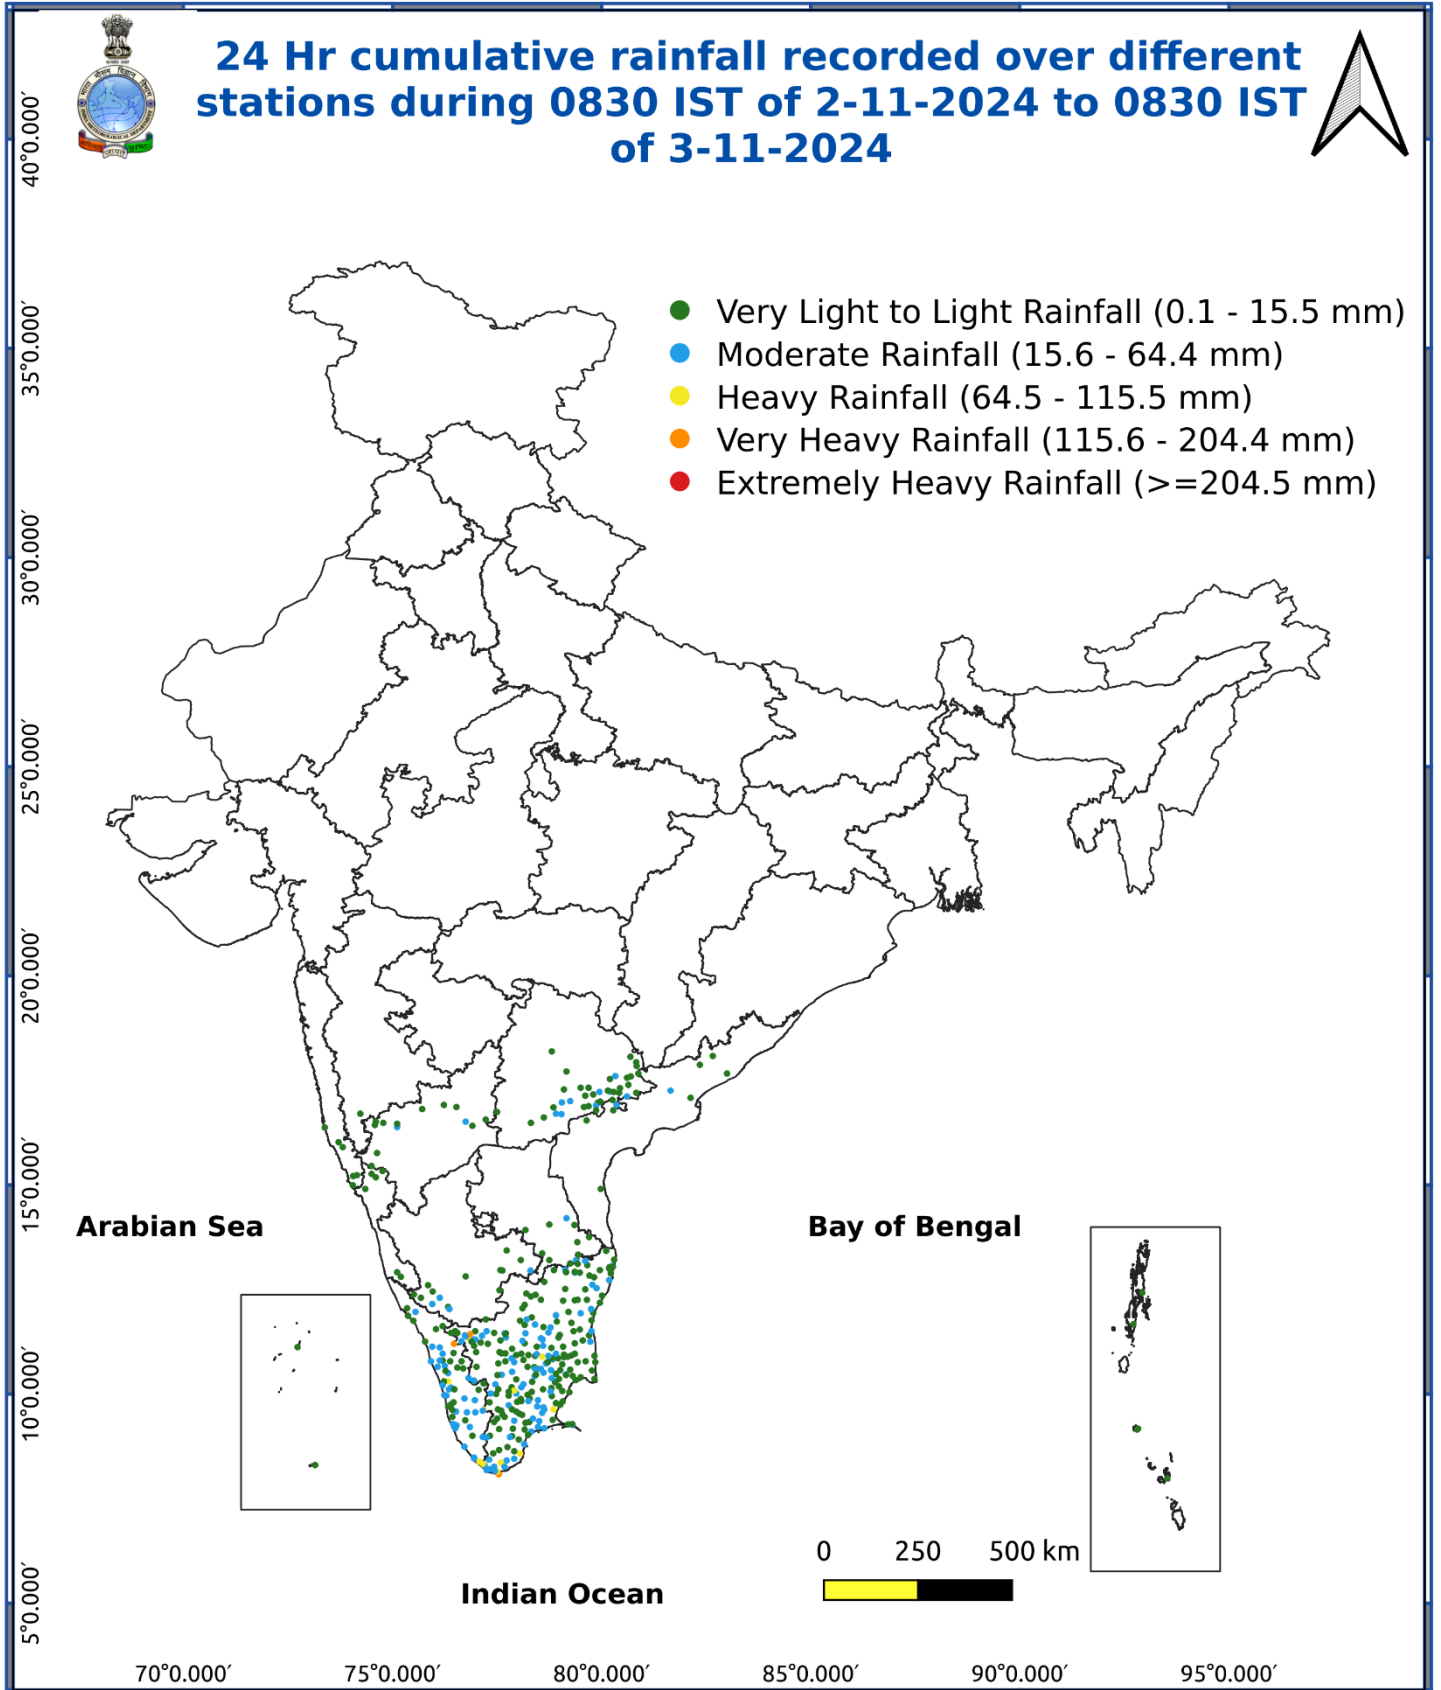 24 Hr cumulative rainfall recorded over different
stations during 0830 IST of 2-11-2024 to 0830 IST
of 3-11-2024
Very Light to Light Rainfall (0.1 - 15.5 mm)
Moderate Rainfall (15.6 - 64.4 mm)
Heavy Rainfall (64.5 - 115.5 mm)
Very Heavy Rainfall (115.6 - 204.4 mm)
Extremely Heavy Rainfall (>=204.5 mm)
40°0.000′
35°0.000′
30°0.000′
25°0.000′
20°0.000′
15°0.000′
10°0.000′
5°0.000′
Arabian Sea
Bay of Bengal
Indian Ocean
0 250 500 km
70°0.000′ 75°0.000′ 80°0.000′ 85°0.000′ 90°0.000′ 95°0.000′